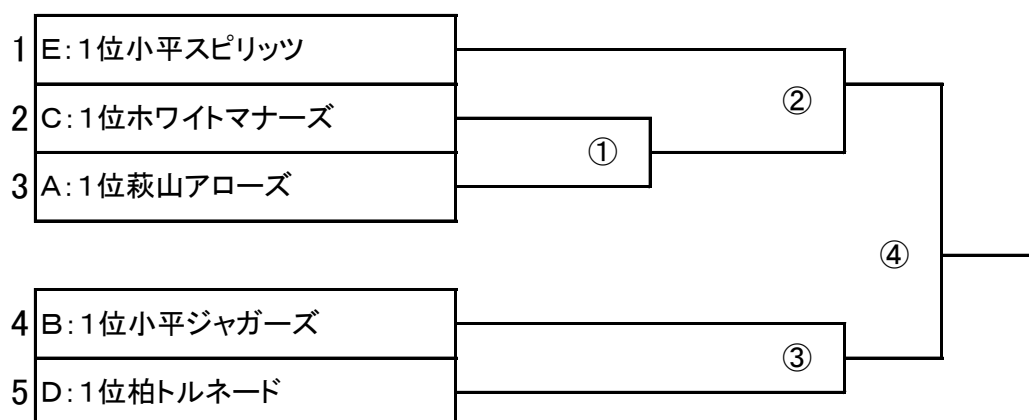 1 E:1位小平スピリッツ
②
2 C:1位ホワイトマナーズ
①
3 A:1位萩山アローズ
④
4 B:1位小平ジャガーズ
③
5 D:1位柏トルネード